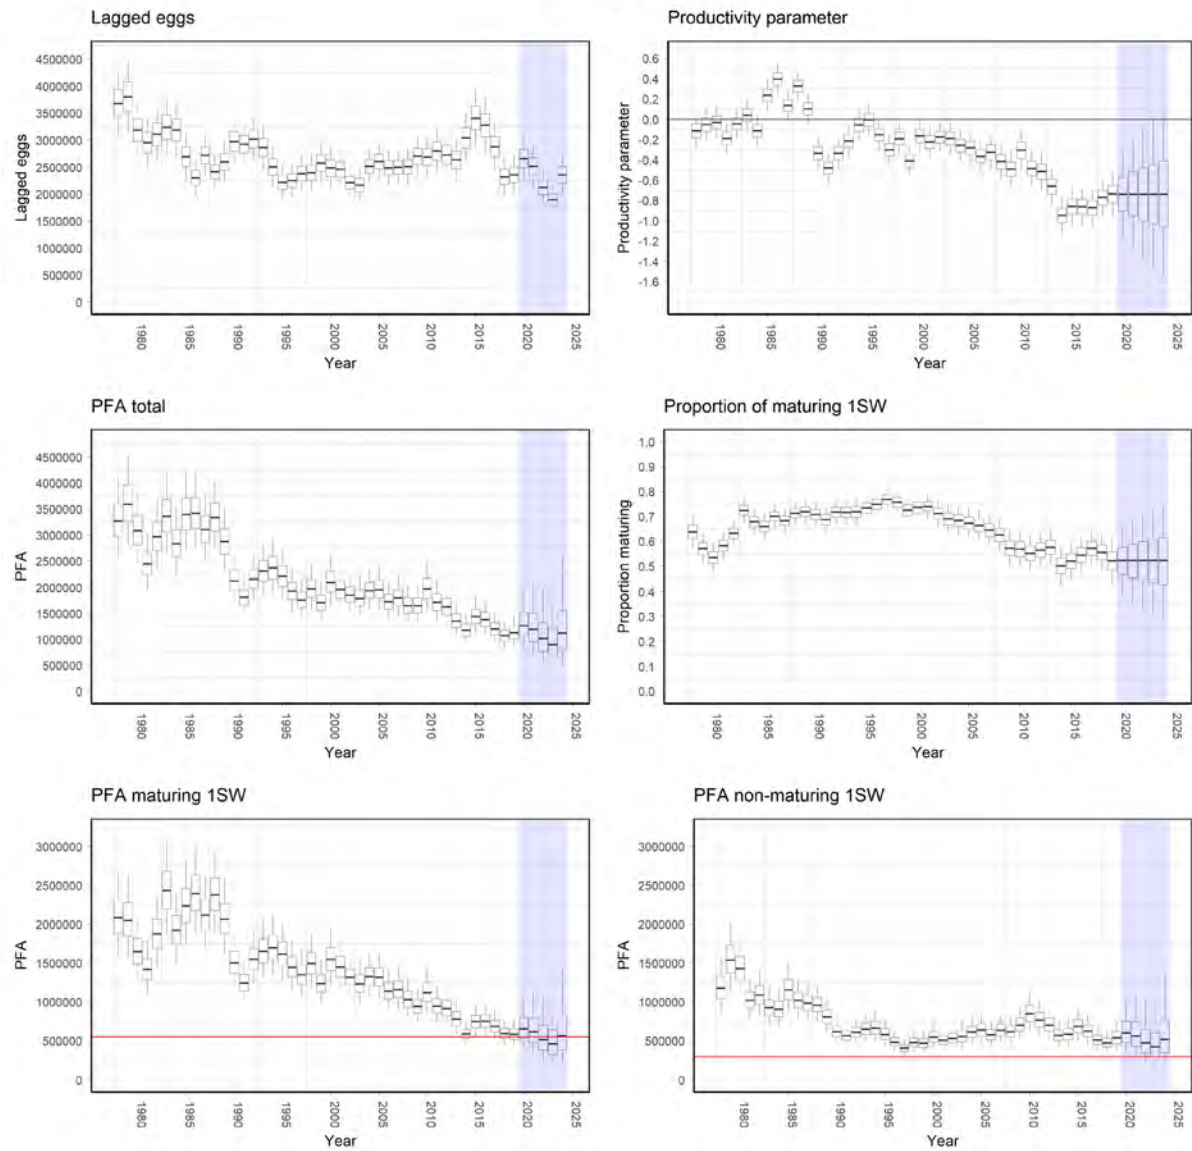 Lagged eggs
4500000
4000000
3500000
3000000
2500000
2000000
1500000
1000000
500000
0
Lagged eggs
1980 1985 1990 1995 2000 2005 2010 2015 2020 2025
Year
Productivity parameter
0.6
0.4
0.2
0.0
-0.2
-0.4
-0.6
-0.8
-1.0
-1.2
-1.4
-1.6
Productivity parameter
1980 1985 1990 1995 2000 2005 2010 2015 2020 2025
Year
PFA total
4500000
4000000
3500000
3000000
2500000
2000000
1500000
1000000
500000
0
PFA
1980 1985 1990 1995 2000 2005 2010 2015 2020 2025
Year
Proportion of maturing 1SW
1.0
0.9
0.8
0.7
0.6
0.5
0.4
0.3
0.2
0.1
0.0
Proportion maturing
1980 1985 1990 1995 2000 2005 2010 2015 2020 2025
Year
PFA maturing 1SW
3000000
2500000
2000000
1500000
1000000
500000
0
PFA
1980 1985 1990 1995 2000 2005 2010 2015 2020 2025
Year
PFA non-maturing 1SW
3000000
2500000
2000000
1500000
1000000
500000
0
PFA
1980 1985 1990 1995 2000 2005 2010 2015 2020 2025
Year